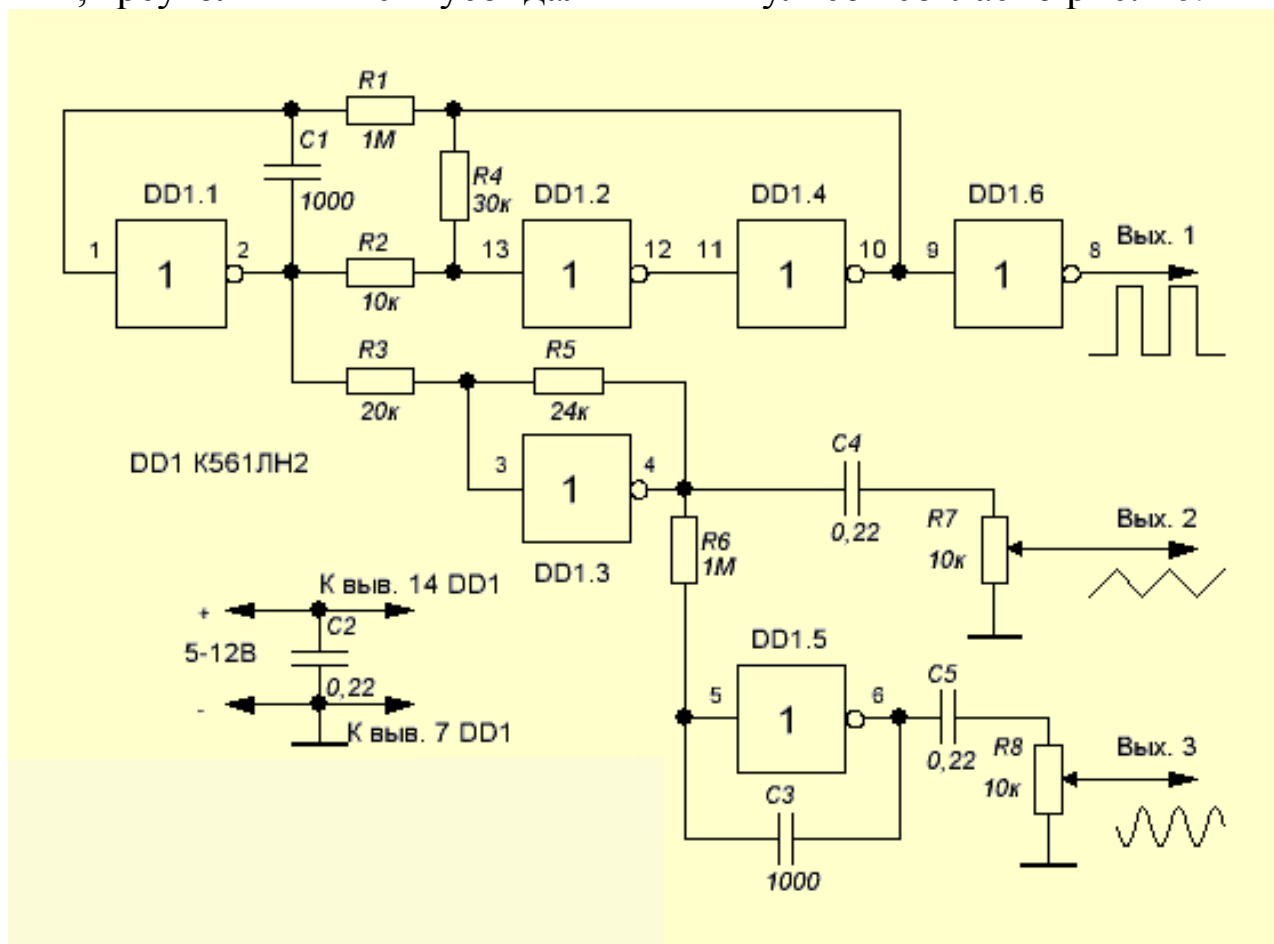 R1
1М
C1
1000
R4
30к
DD1.1
DD1.2
DD1.4
DD1.6
1
1
2
R2
10к
13
1
12
11
1
10
9
1
8
Вых. 1
R3
20к
R5
24к
DD1 К561ЛН2
3
1
4
DD1.3
C4
0,22
R7
10к
Вых. 2
R6
1М
К выв. 14 DD1
+
C2
5-12В
0,22
-
К выв. 7 DD1
DD1.5
5
1
6
C5
0,22
R8
10к
Вых. 3
C3
1000